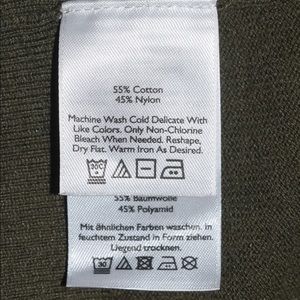 55% Cotton
45% Nylon
Machine Wash Cold Delicate With
Like Colors. Only Non-Chlorine
Bleach When Needed. Reshape,
Dry Flat. Warm Iron As Desired.
30C
55% Baumwolle
45% Polyamid
Mit ähnlichen Farben waschen, in
feuchtem Zustand in Form ziehen.
Liegend trocknen.
30